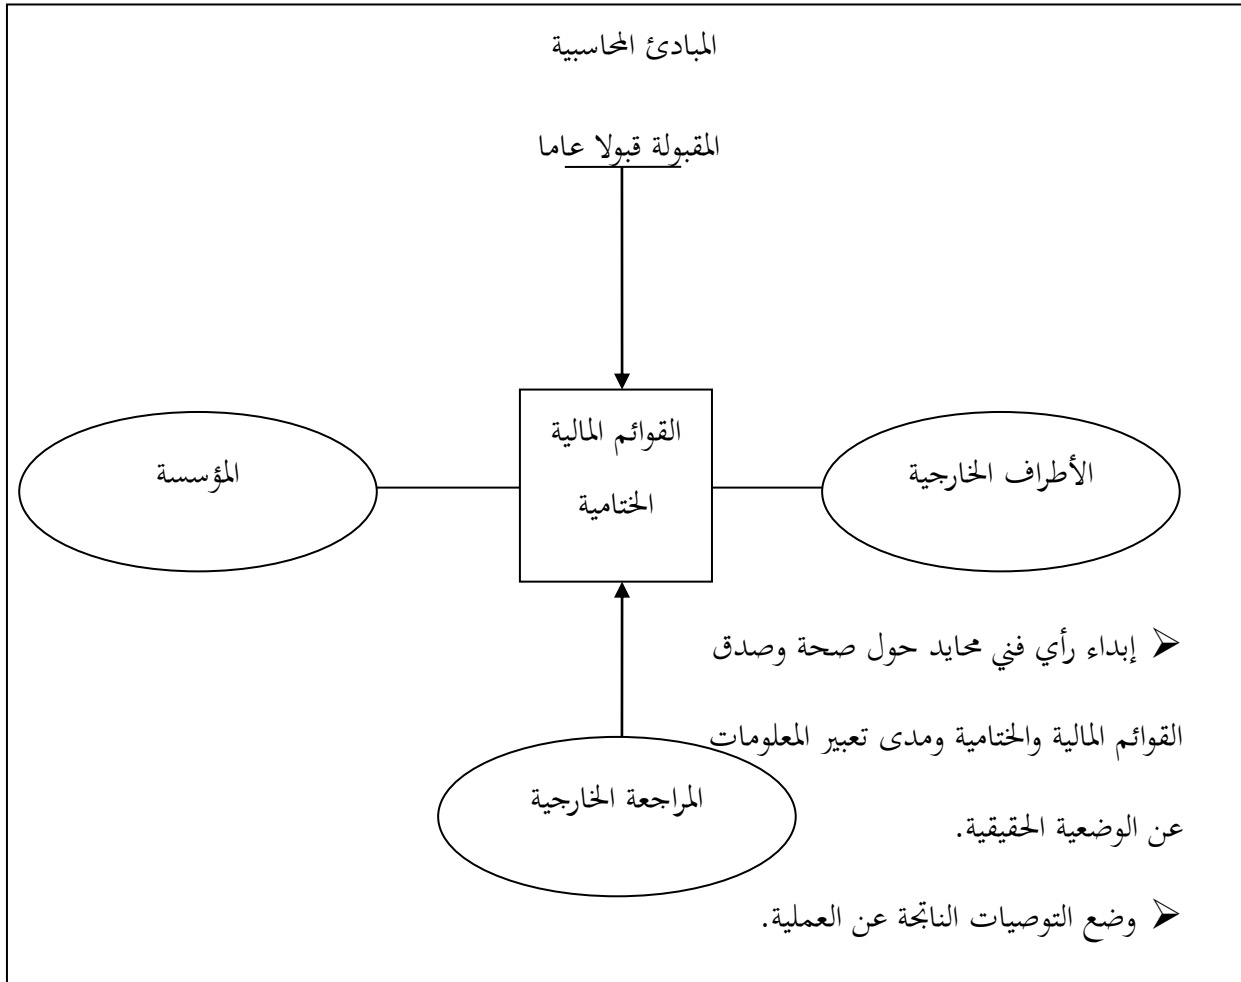 المبادئ المحاسبية
المقبولة قبولا عاما
القوائم المالية
الختامية
الأطراف الخارجية
المؤسسة
➢ إبداء رأي فني محايد حول صحة وصدق
القوائم المالية والختامية ومدى تعبير المعلومات
عن الوضعية الحقيقية.
➢ وضع التوصيات الناتجة عن العملية.
المراجعة الخارجية